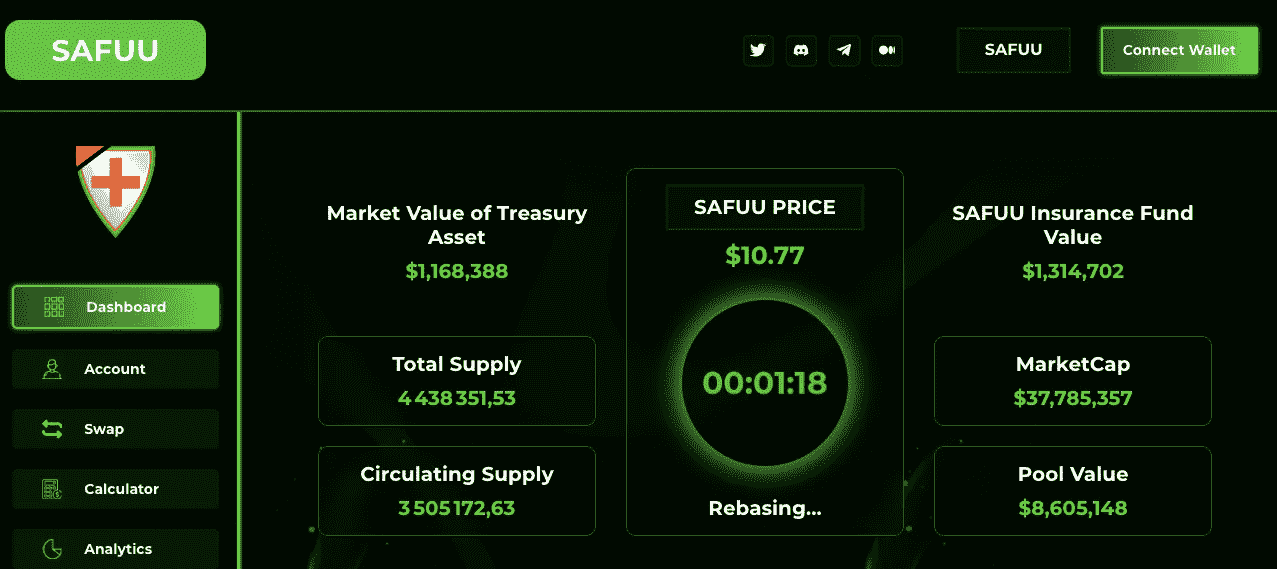 SAFUU
SAFUU
Connect Wallet
Dashboard
Account
Swap
Calculator
Analytics
Market Value of Treasury
Asset
$1,168,388
Total Supply
4 438 351,53
Circulating Supply
3 505 172,63
SAFUU PRICE
$10.77
00:01:18
Rebasing...
SAFUU Insurance Fund
Value
$1,314,702
MarketCap
$37,785,357
Pool Value
$8,605,148